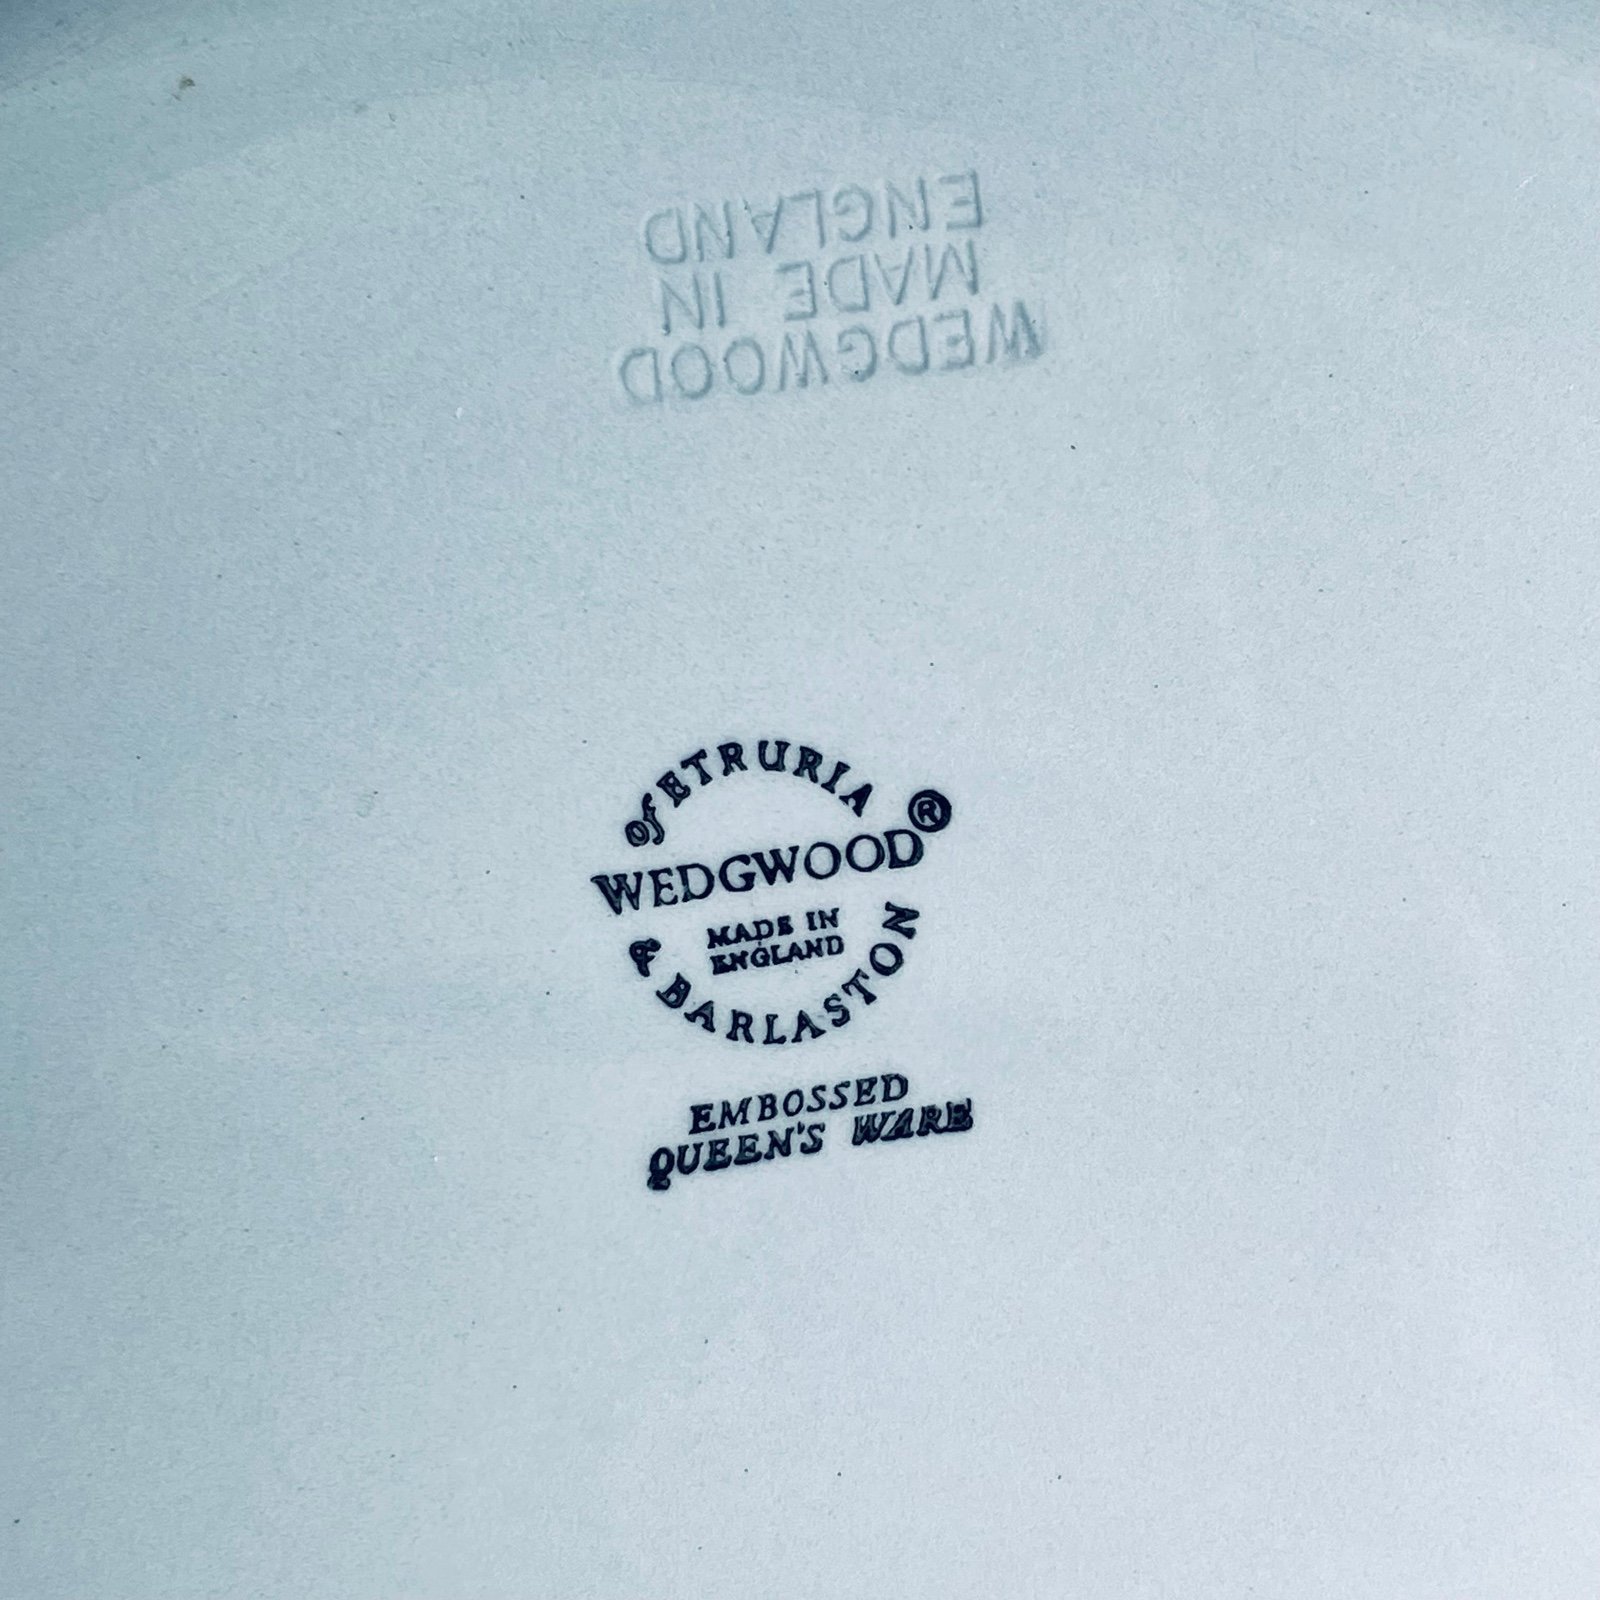 WEDGWOOD
MADE IN
ENGLAND
of ETRURIA
WEDGWOOD®
MADE IN
ENGLAND
& BARLASTON
EMBOSSED
QUEEN'S WARE